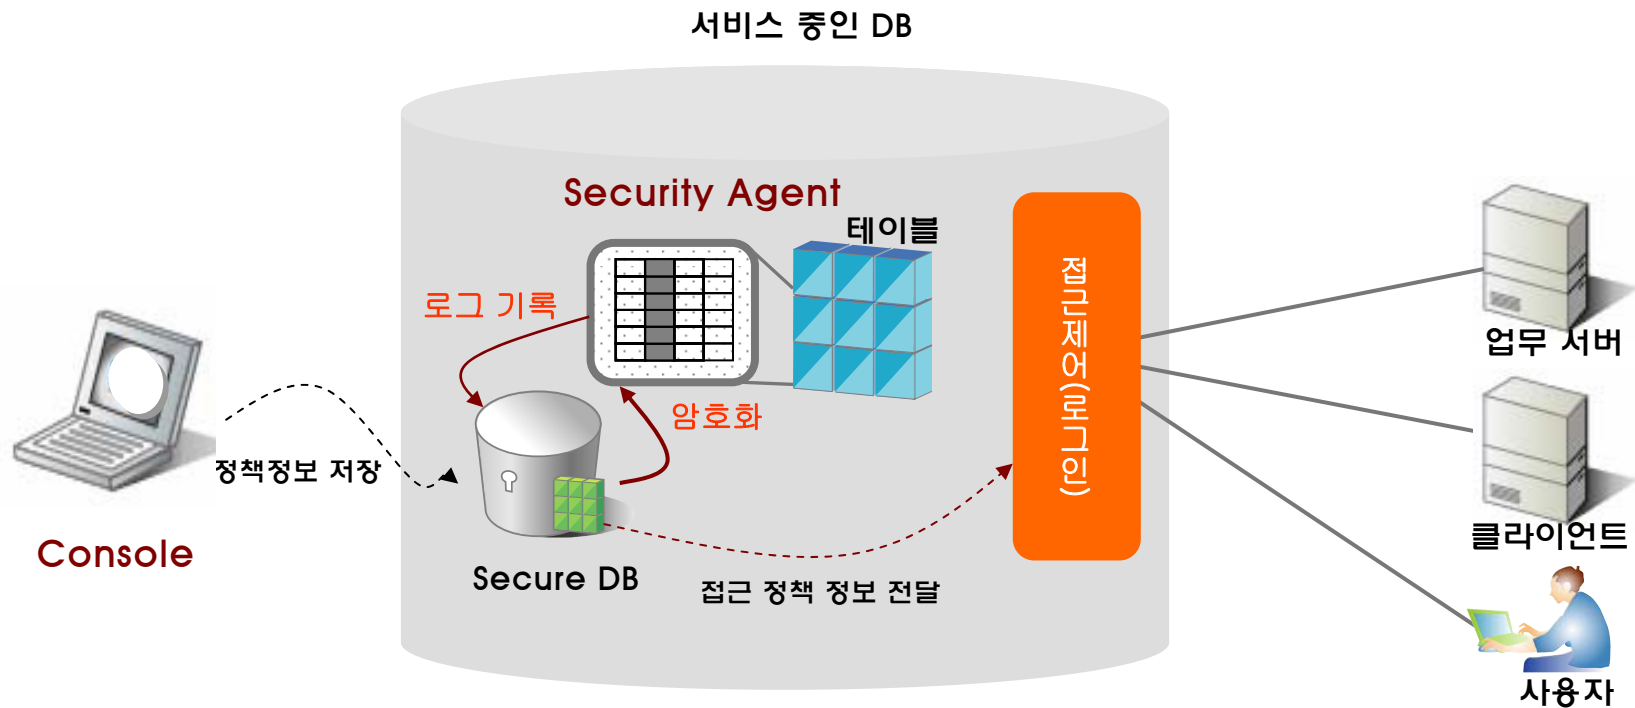 서비스 중인 DB
Security Agent
테이블
로그 기록
암호화
접근제어(로그인)
업무 서버
정책정보 저장
클라이언트
Console
Secure DB
접근 정책 정보 전달
사용자